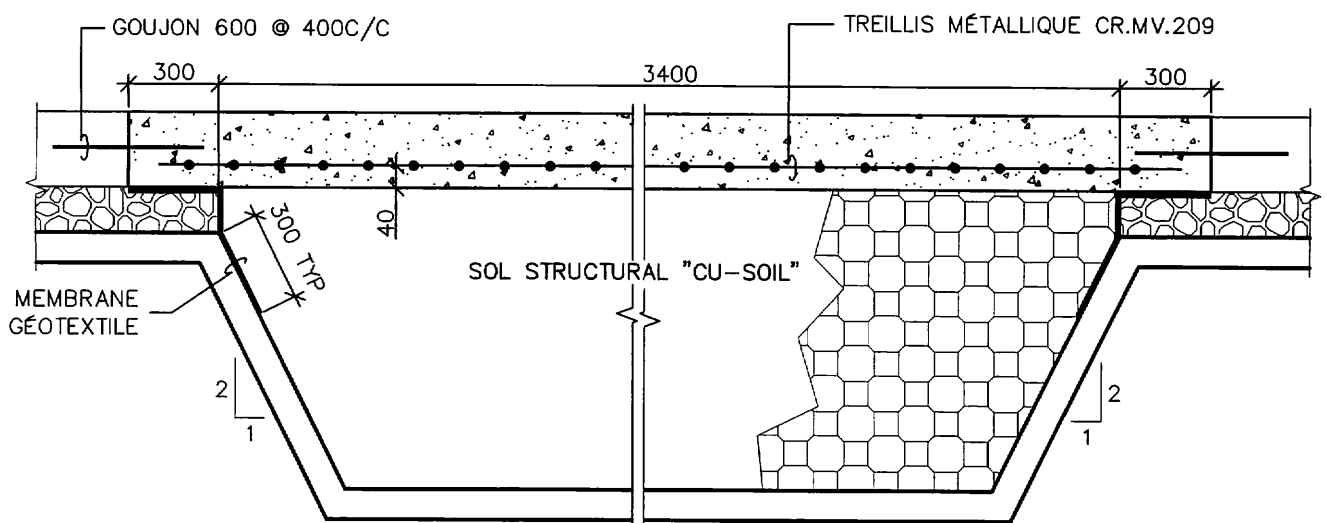 GOUJON 600 @ 400C/C
TREILLIS MÉTALLIQUE CR.MV.209
300
3400
300
40
300 TYP
SOL STRUCTURAL "CU-SOIL"
MEMBRANE
GÉOTEXTILE
2
1
2
1